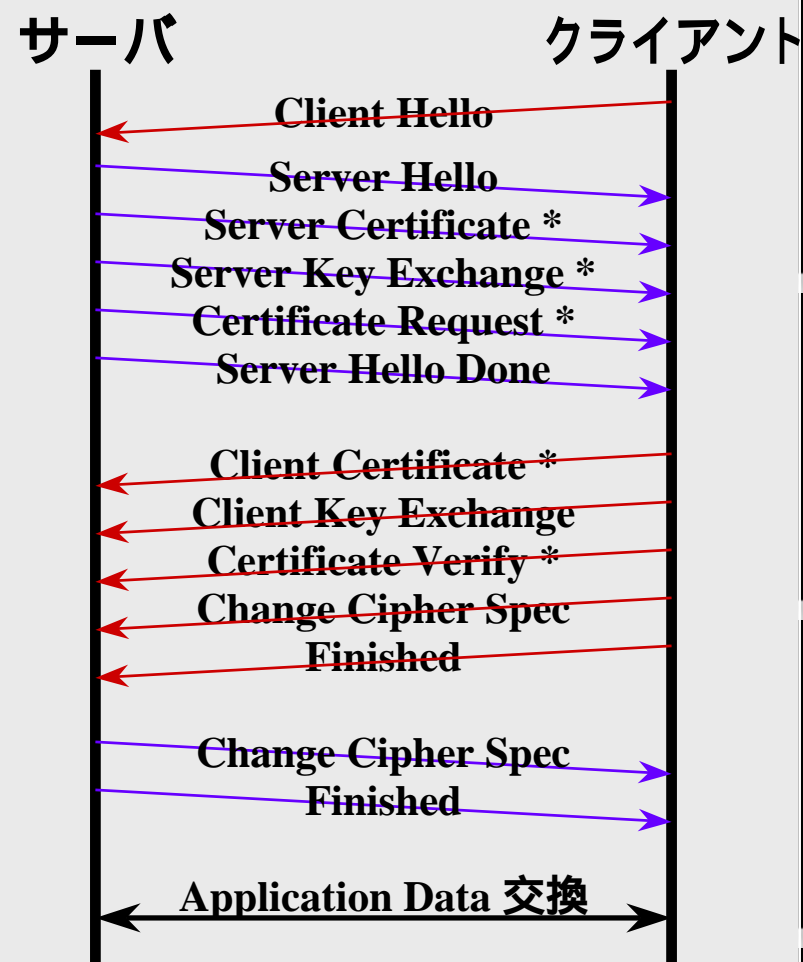 サーバ クライアント
Client Hello
Server Hello
Server Certificate *
Server Key Exchange *
Certificate Request *
Server Hello Done
Client Certificate *
Client Key Exchange
Certificate Verify *
Change Cipher Spec
Finished
Change Cipher Spec
Finished
Application Data 交換